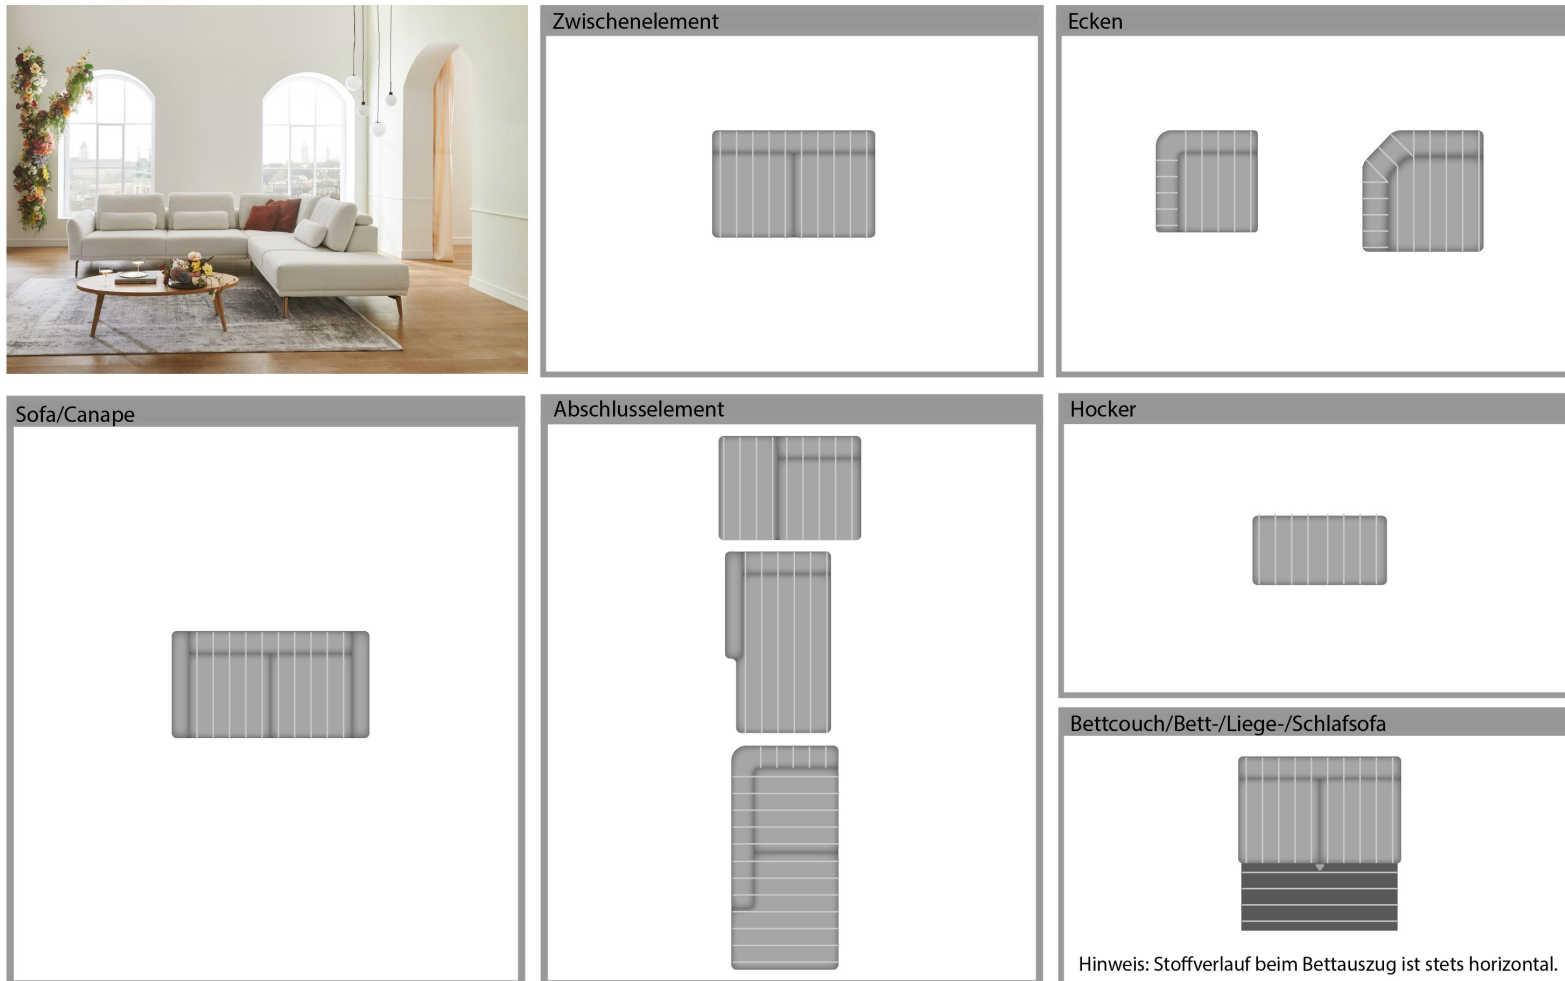 Zwischenelement
Ecken
Sofa/Canape
Abschlusselement
Hocker
Bettcouch/Bett-/Liege-/Schlafsofa
Hinweis: Stoffverlauf beim Bettauszug ist stets horizontal.